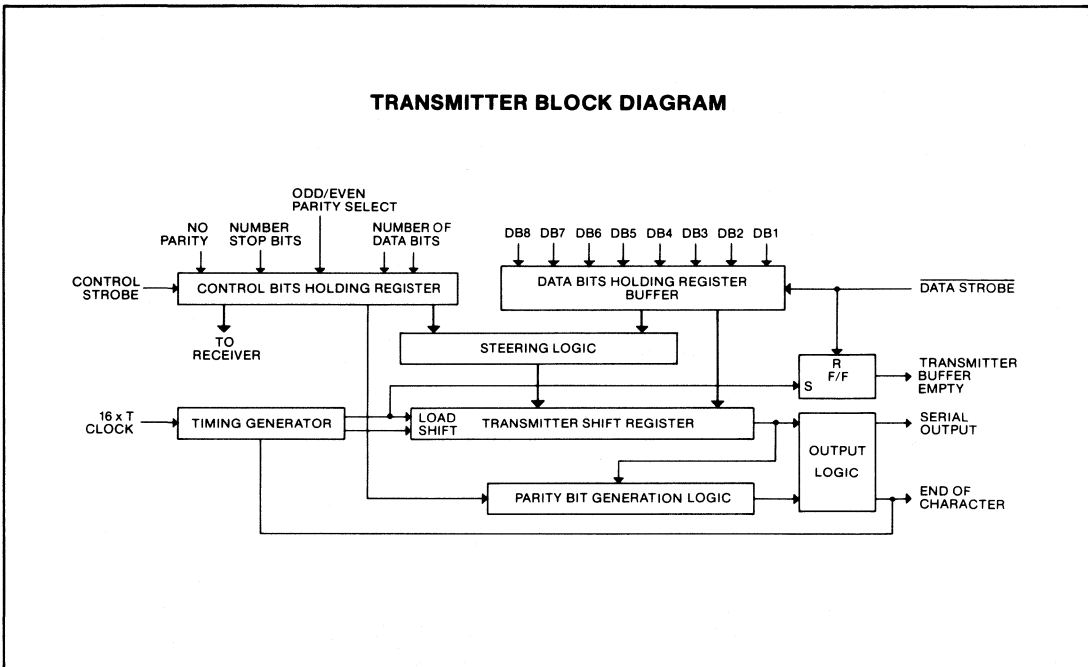 TRANSMITTER BLOCK DIAGRAM
ODD/EVEN
PARITY SELECT
NO
PARITY
NUMBER
STOP BITS
NUMBER OF
DATA BITS
DB8 DB7 DB6 DB5 DB4 DB3 DB2 DB1
CONTROL
STROBE
CONTROL BITS HOLDING REGISTER
DATA BITS HOLDING REGISTER
BUFFER
DATA STROBE
TO
RECEIVER
STEERING LOGIC
R
F/F
S
TRANSMITTER
BUFFER
EMPTY
16 x T
CLOCK
TIMING GENERATOR
LOAD
SHIFT
TRANSMITTER SHIFT REGISTER
OUTPUT
LOGIC
SERIAL
OUTPUT
PARITY BIT GENERATION LOGIC
END OF
CHARACTER